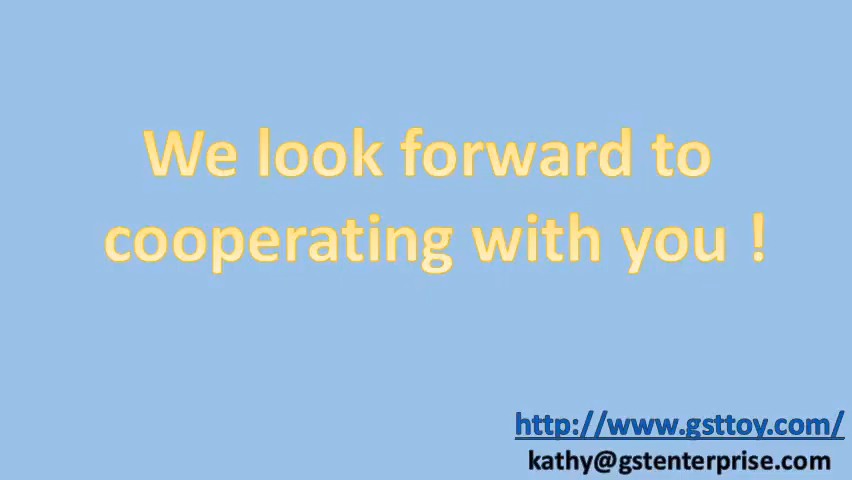 We look forward to
cooperating with you !
http://www.gsttoy.com/
kathy@gstenterprise.com